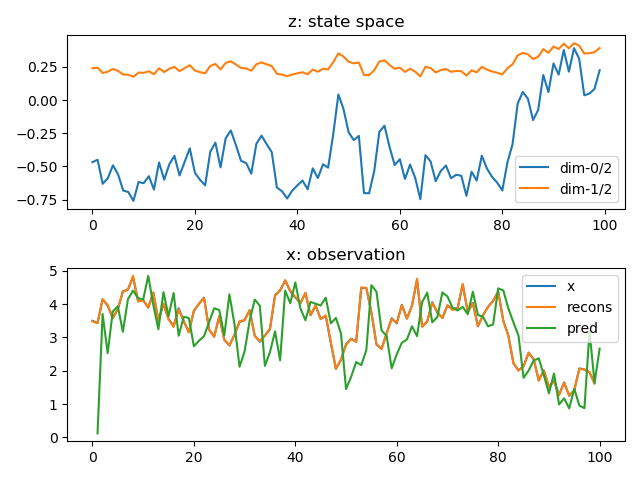 z: state space
0.25
0.00
−0.25
−0.50
−0.75
dim-0/2
dim-1/2
0 20 40 60 80 100
x: observation
5
4
3
2
1
0
x
recons
pred
0 20 40 60 80 100